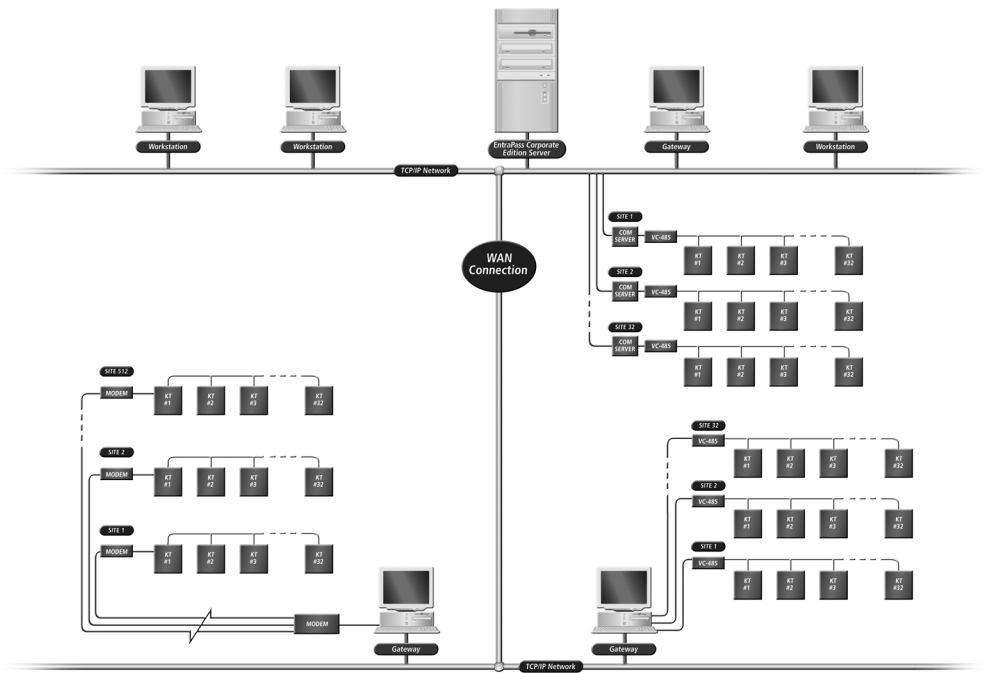 Workstation
Workstation
EntraPass Corporate
Edition Server
Gateway
Workstation
TCP/IP Network
WAN
Connection
SITE 1
COM
SERVER
VC-485
KT
#1
KT
#2
KT
#3
KT
#32
SITE 2
COM
SERVER
VC-485
KT
#1
KT
#2
KT
#3
KT
#32
SITE 32
COM
SERVER
VC-485
KT
#1
KT
#2
KT
#3
KT
#32
SITE 512
MODEM
KT
#1
KT
#2
KT
#3
KT
#32
SITE 2
MODEM
KT
#1
KT
#2
KT
#3
KT
#32
SITE 1
MODEM
KT
#1
KT
#2
KT
#3
KT
#32
MODEM
Gateway
SITE 32
VC-485
KT
#1
KT
#2
KT
#3
KT
#32
SITE 2
VC-485
KT
#1
KT
#2
KT
#3
KT
#32
SITE 1
VC-485
KT
#1
KT
#2
KT
#3
KT
#32
Gateway
TCP/IP Network